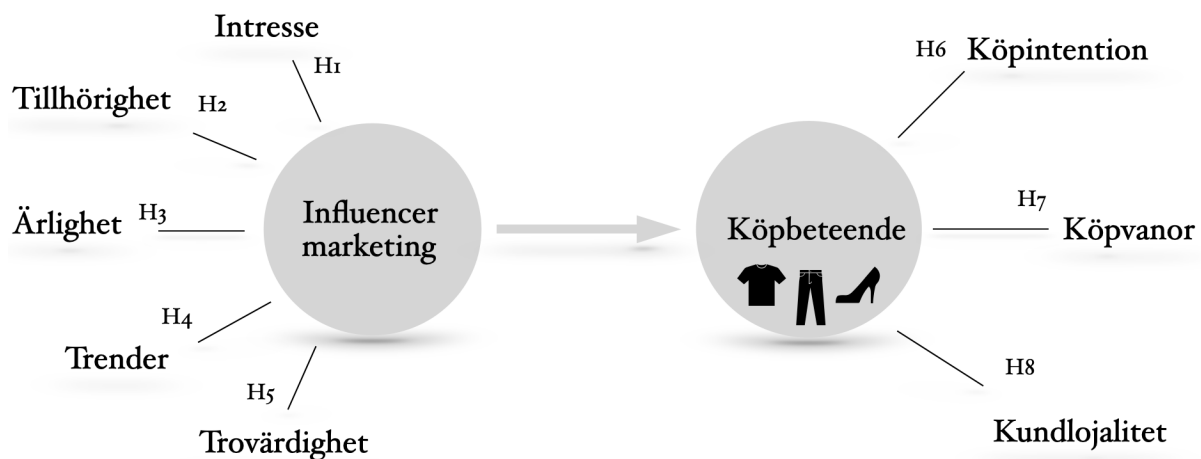 Intresse
H1
Tillhörighet
H2
Ärlighet
H3
Influencer
marketing
H4
Trender
H5
Trovärdighet
Köpbeteende
H6
Köpintention
H7
Köpvanor
H8
Kundlojalitet